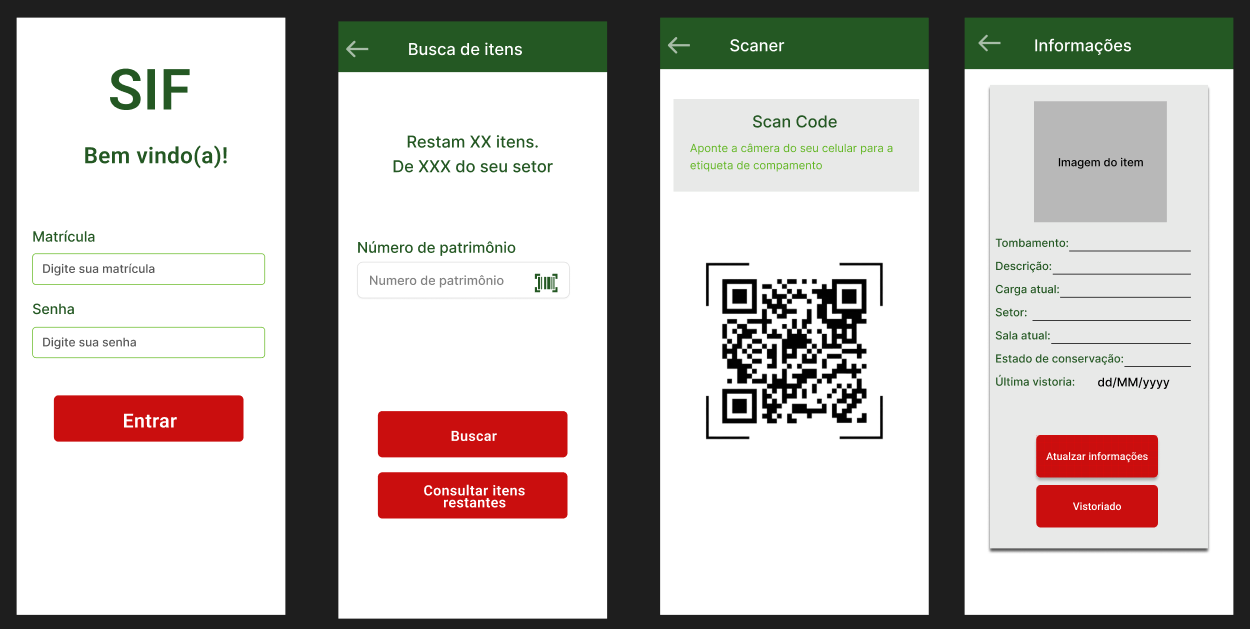 SIF
Bem vindo(a)!
Matrícula
Digite sua matrícula
Senha
Digite sua senha
Entrar
Busca de itens
Restam XX itens.
De XXX do seu setor
Número de patrimônio
Numero de patrimônio
Buscar
Consultar itens
restantes
Scaner
Scan Code
Aponte a câmera do seu celular para a
etiqueta de compamento
Informações
Imagem do item
Tombamento:
Descrição:
Carga atual:
Setor:
Sala atual:
Estado de conservação:
Última vistoria: dd/MM/yyyy
Atualzar informações
Vistoriado